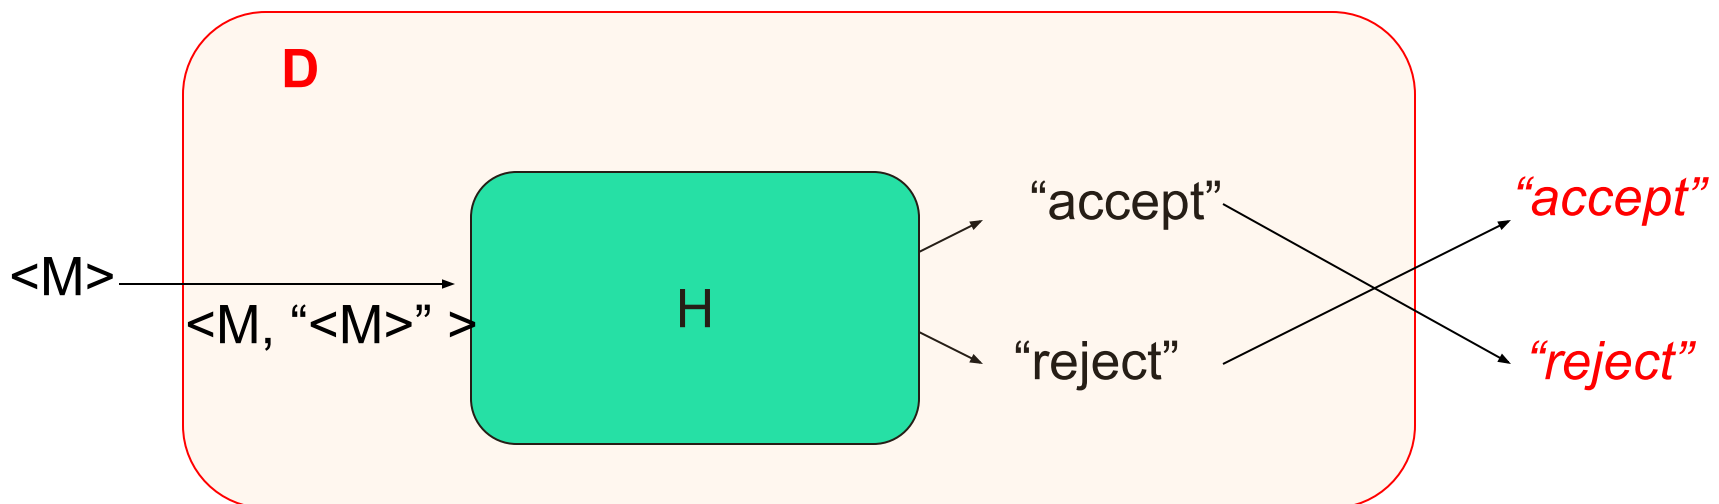 D
<M>
<M, “<M>” >
H
“accept”
“reject”
“accept”
“reject”